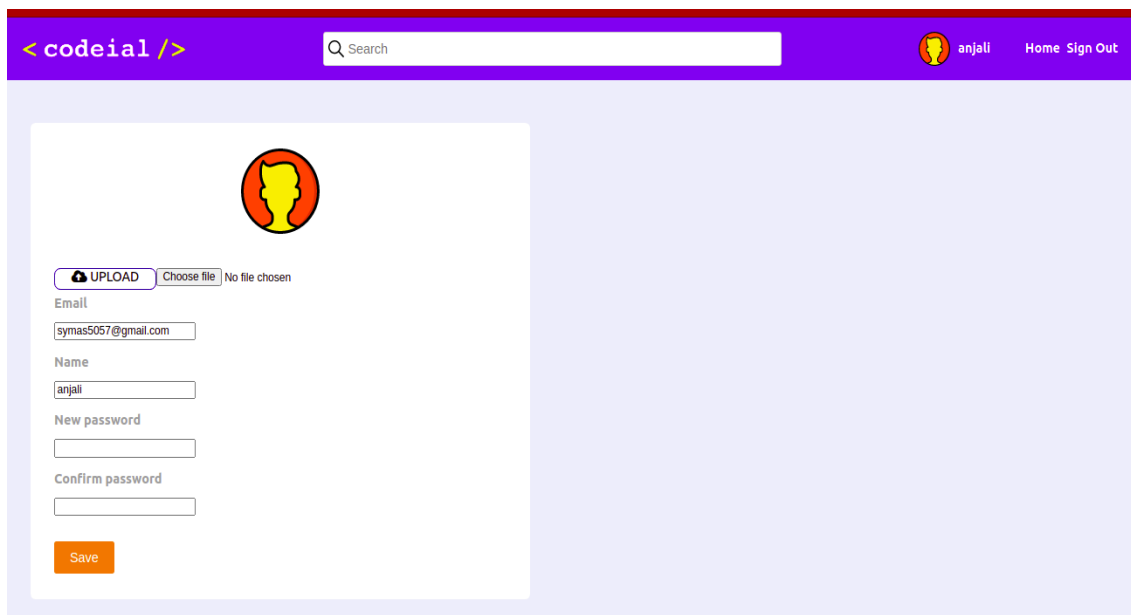 < codeial /> Search anjali Home Sign Out
UPLOAD Choose file No file chosen
Email
symas5057@gmail.com
Name
anjali
New password
Confirm password
Save